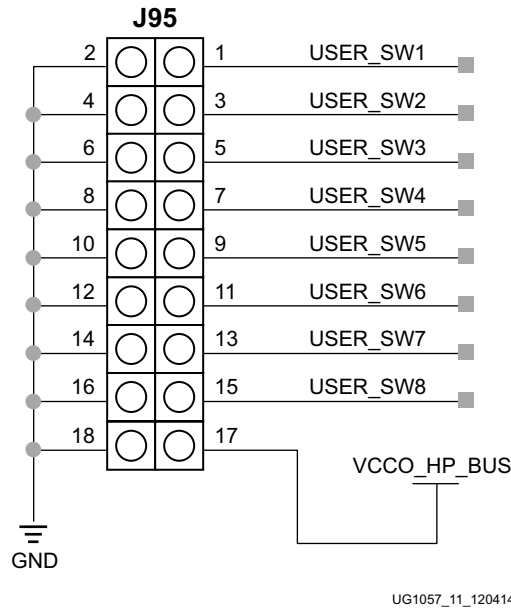 J95
2 1 USER_SW1
4 3 USER_SW2
6 5 USER_SW3
8 7 USER_SW4
10 9 USER_SW5
12 11 USER_SW6
14 13 USER_SW7
16 15 USER_SW8
18 17
VCCO_HP_BUS
GND
UG1057_11_120414